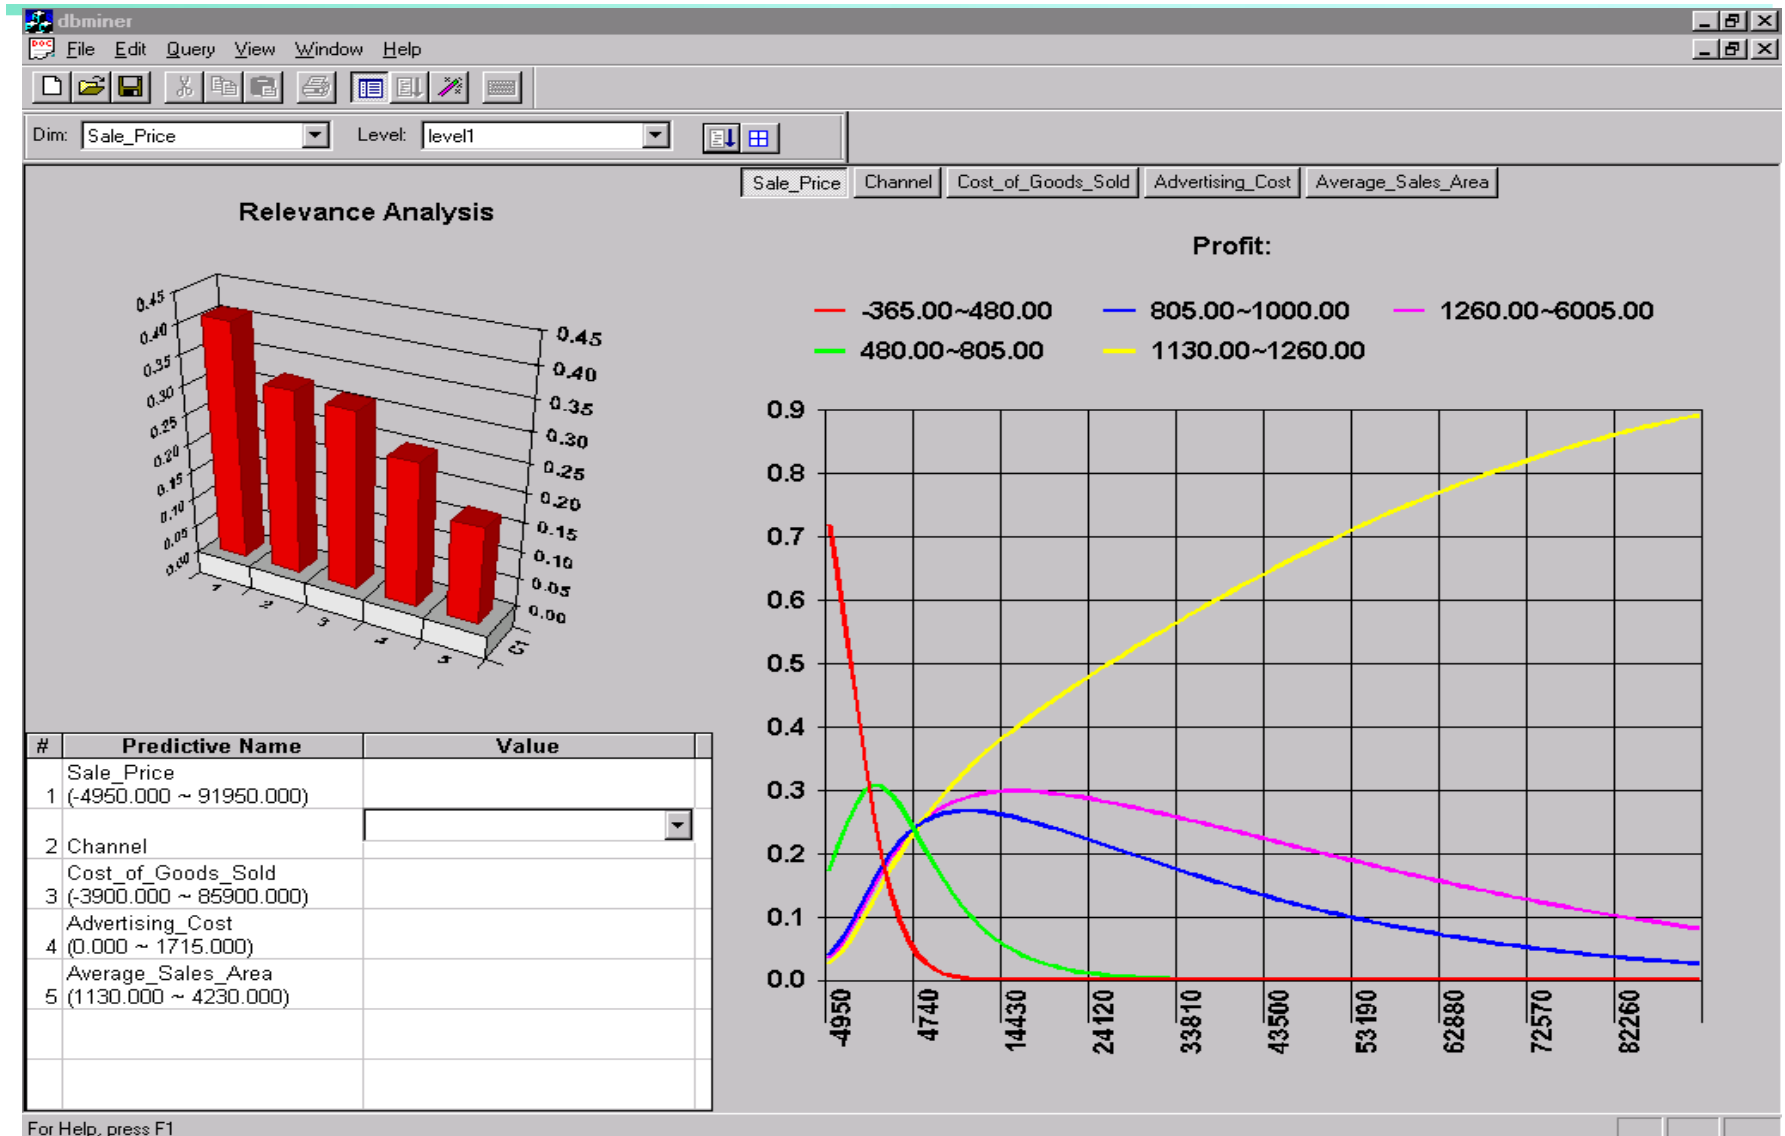 dbminer
File Edit Query View Window Help
Dim: Sale_Price Level: level1
Sale_Price Channel Cost_of_Goods_Sold Advertising_Cost Average_Sales_Area
Relevance Analysis
0.45
0.40
0.35
0.30
0.25
0.20
0.15
0.10
0.05
0.00
0.45
0.40
0.35
0.30
0.25
0.20
0.15
0.10
0.05
0.00
1 2 3 4 5
Profit:
-365.00~480.00 805.00~1000.00 1260.00~6005.00
480.00~805.00 1130.00~1260.00
0.9
0.8
0.7
0.6
0.5
0.4
0.3
0.2
0.1
0.0
-4950 4740 14430 24120 33810 43500 53190 62880 72570 82260
# Predictive Name Value
Sale_Price
1 (-4950.000 ~ 91950.000)
2 Channel
Cost_of_Goods_Sold
3 (-3900.000 ~ 85900.000)
Advertising_Cost
4 (0.000 ~ 1715.000)
Average_Sales_Area
5 (1130.000 ~ 4230.000)
For Help, press F1